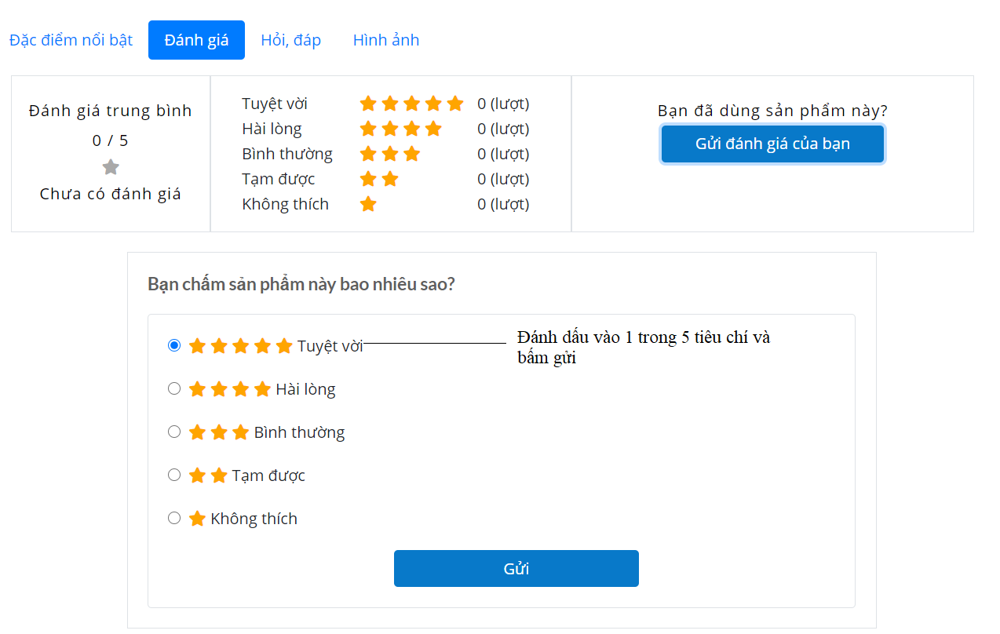 Đặc điểm nổi bật
Đánh giá
Hỏi, đáp
Hình ảnh
Đánh giá trung bình
0 / 5
Chưa có đánh giá
Tuyệt vời 0 (lượt)
Hài lòng 0 (lượt)
Bình thường 0 (lượt)
Tạm được 0 (lượt)
Không thích 0 (lượt)
Bạn đã dùng sản phẩm này?
Gửi đánh giá của bạn
Bạn chấm sản phẩm này bao nhiêu sao?
Tuyệt vời
Đánh dấu vào 1 trong 5 tiêu chí và
bấm gửi
Hài lòng
Bình thường
Tạm được
Không thích
Gửi